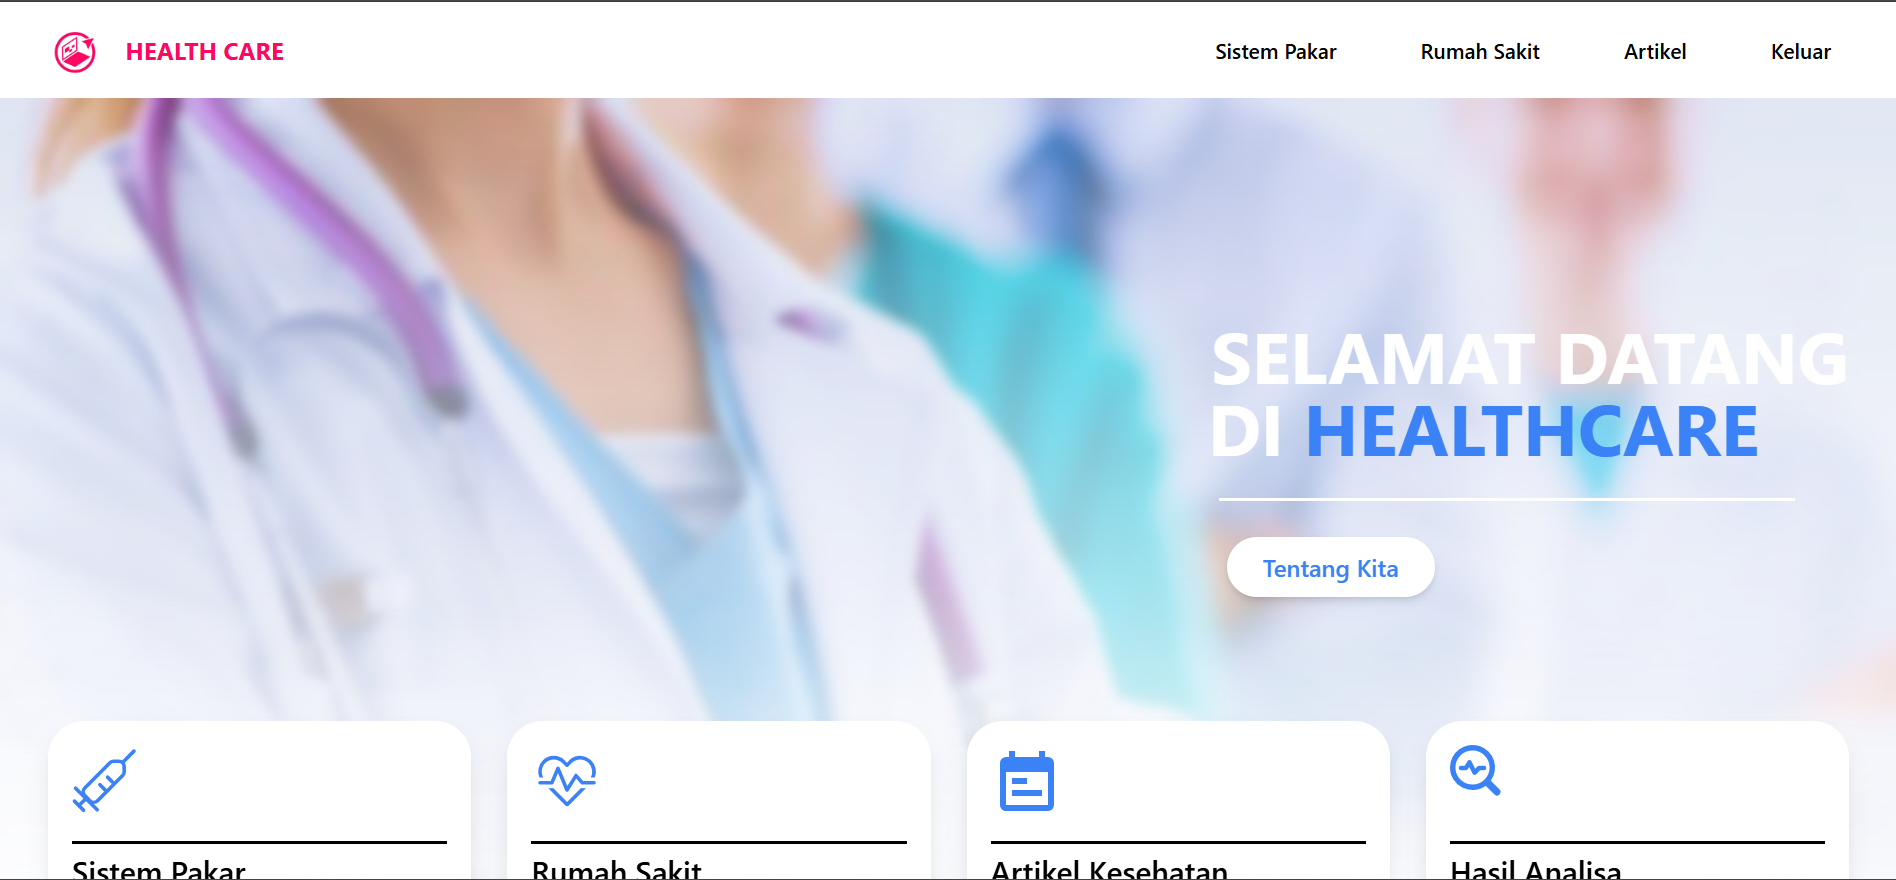 HEALTH CARE
Sistem Pakar
Rumah Sakit
Artikel
Keluar
SELAMAT DATANG
DI HEALTHCARE
Tentang Kita
Sistem Pakar
Rumah Sakit
Artikel Kesehatan
Hasil Analisa